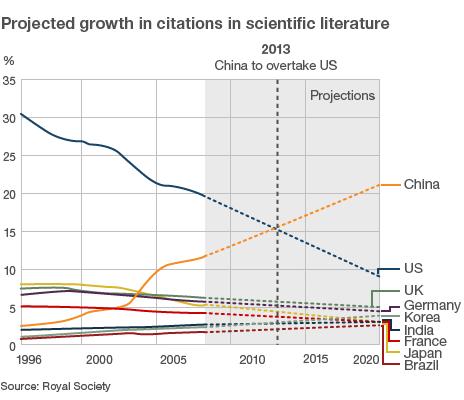 Projected growth in citations in scientific literature
%
2013
China to overtake US
35
Projections
30
25
20
China
15
10
US
UK
5
Germany
Korea
India
0
France
1996
2000
2005
2010
2015
2020
Japan
Brazil
Source: Royal Society